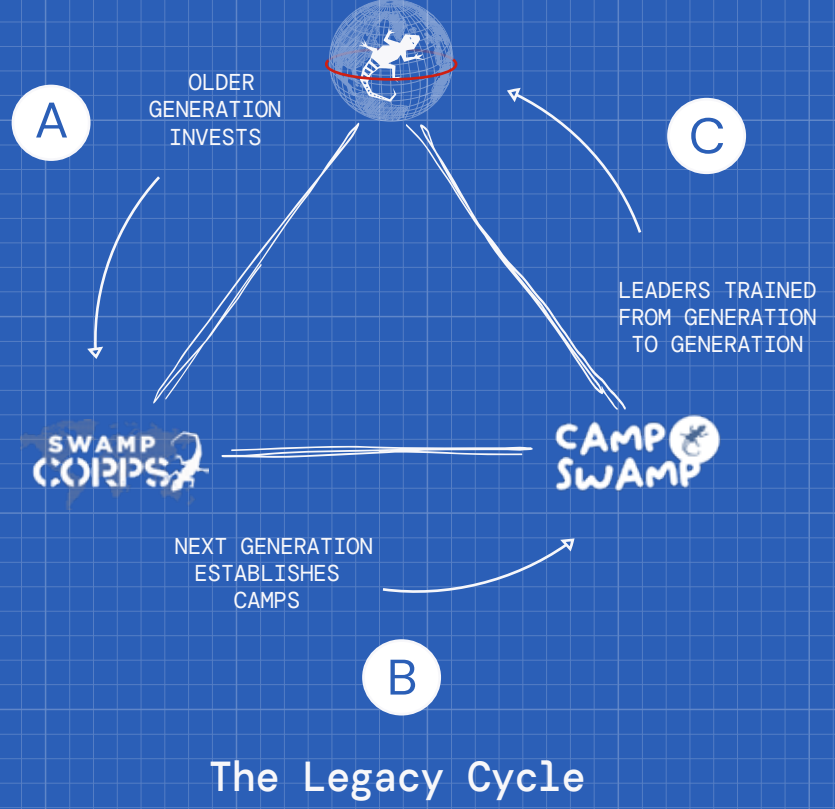 A
OLDER
GENERATION
INVESTS
C
LEADERS TRAINED
FROM GENERATION
TO GENERATION
SWAMP
CORPS
CAMP
SWAMP
NEXT GENERATION
ESTABLISHES
CAMPS
B
The Legacy Cycle